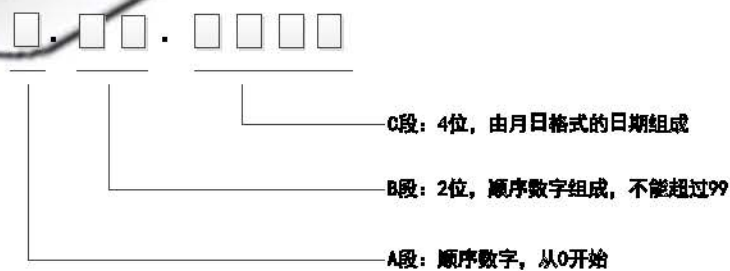 □.□□.□□□□
C段：4位，由月日格式的日期组成
B段：2位，顺序数字组成，不能超过99
A段：顺序数字，从0开始